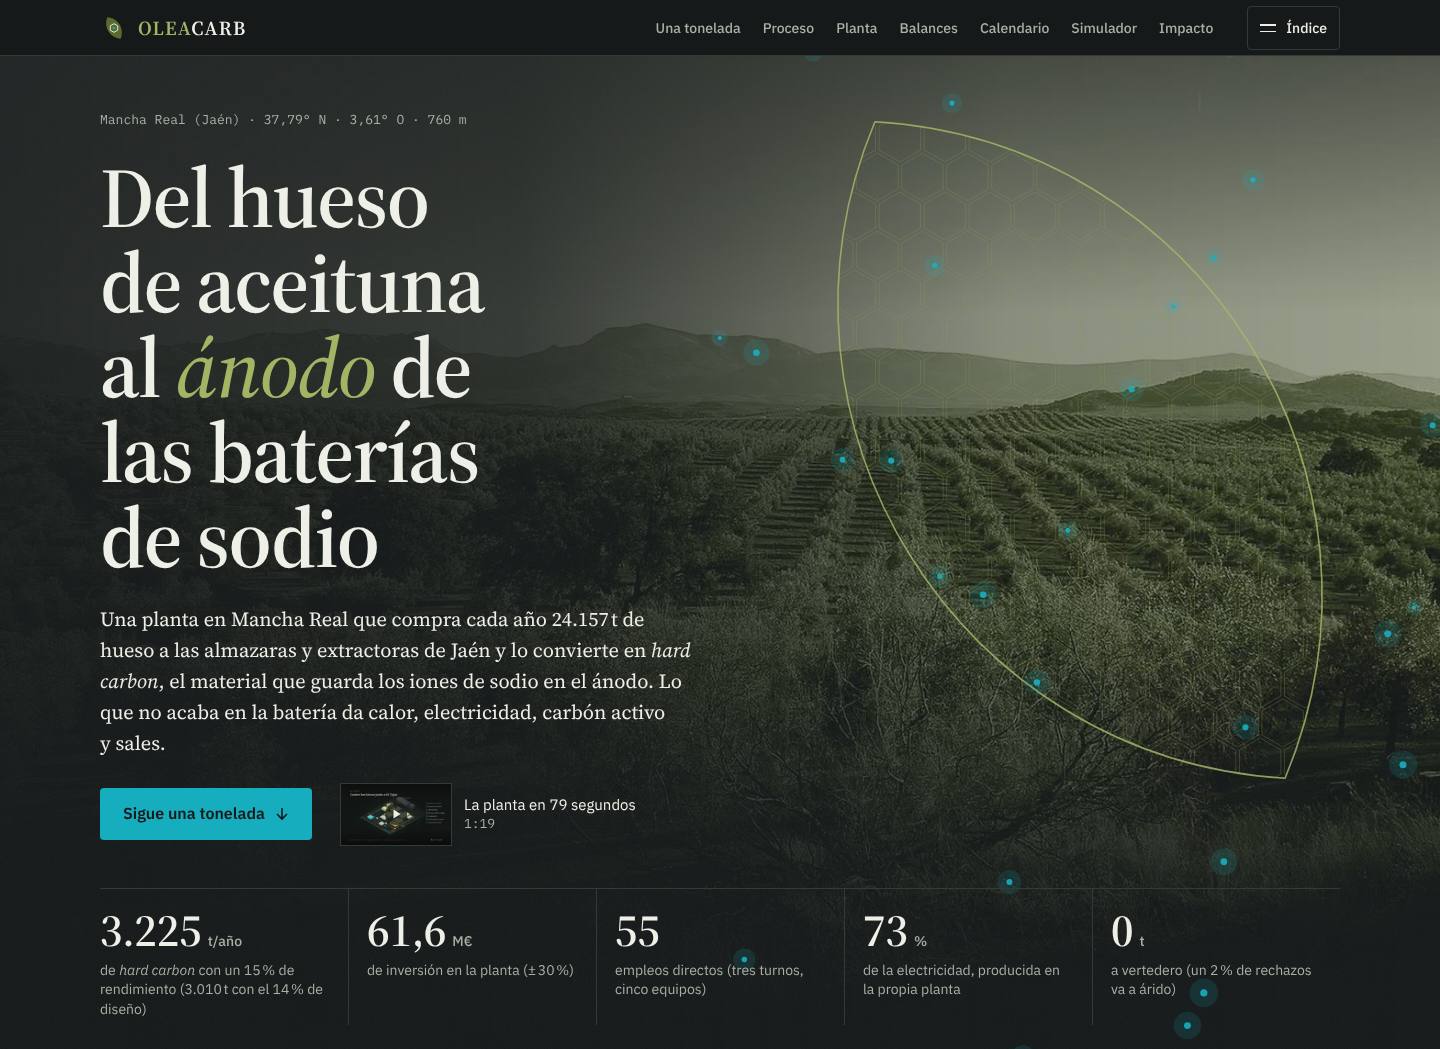 OLEACARB
Una tonelada Proceso Planta Balances Calendario Simulador Impacto Índice
Mancha Real (Jaén) · 37,79° N · 3,61° O · 760 m
Del hueso
de aceituna
al ánodo de
las baterías
de sodio
Una planta en Mancha Real que compra cada año 24.157 t de
hueso a las almazaras y extractoras de Jaén y lo convierte en hard
carbon, el material que guarda los iones de sodio en el ánodo. Lo
que no acaba en la batería da calor, electricidad, carbón activo
y sales.
Sigue una tonelada ↓
La planta en 79 segundos
1:19
3.225 t/año
de hard carbon con un 15 % de
rendimiento (3.010 t con el 14 % de
diseño)
61,6 M€
de inversión en la planta (±30 %)
55
empleos directos (tres turnos,
cinco equipos)
73 %
de la electricidad, producida en
la propia planta
0 t
a vertedero (un 2 % de rechazos
va a árido)